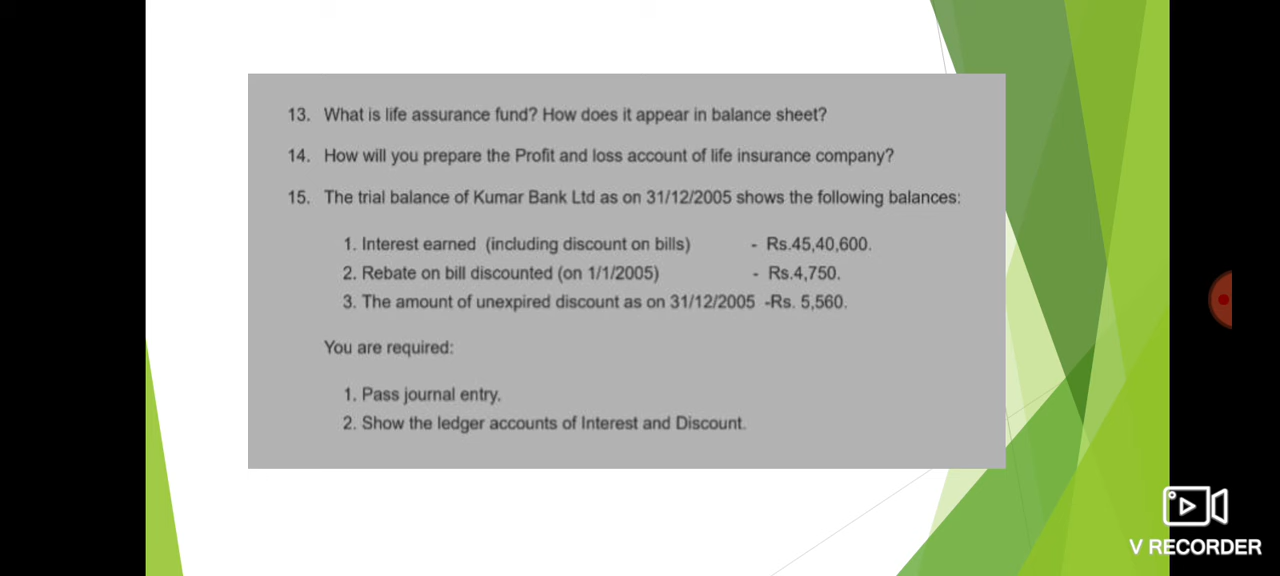 13. What is life assurance fund? How does it appear in balance sheet?
14. How will you prepare the Profit and loss account of life insurance company?
15. The trial balance of Kumar Bank Ltd as on 31/12/2005 shows the following balances:
1. Interest earned (including discount on bills) - Rs.45,40,600.
2. Rebate on bill discounted (on 1/1/2005) - Rs.4,750.
3. The amount of unexpired discount as on 31/12/2005 -Rs. 5,560.
You are required:
1. Pass journal entry.
2. Show the ledger accounts of Interest and Discount.
V RECORDER